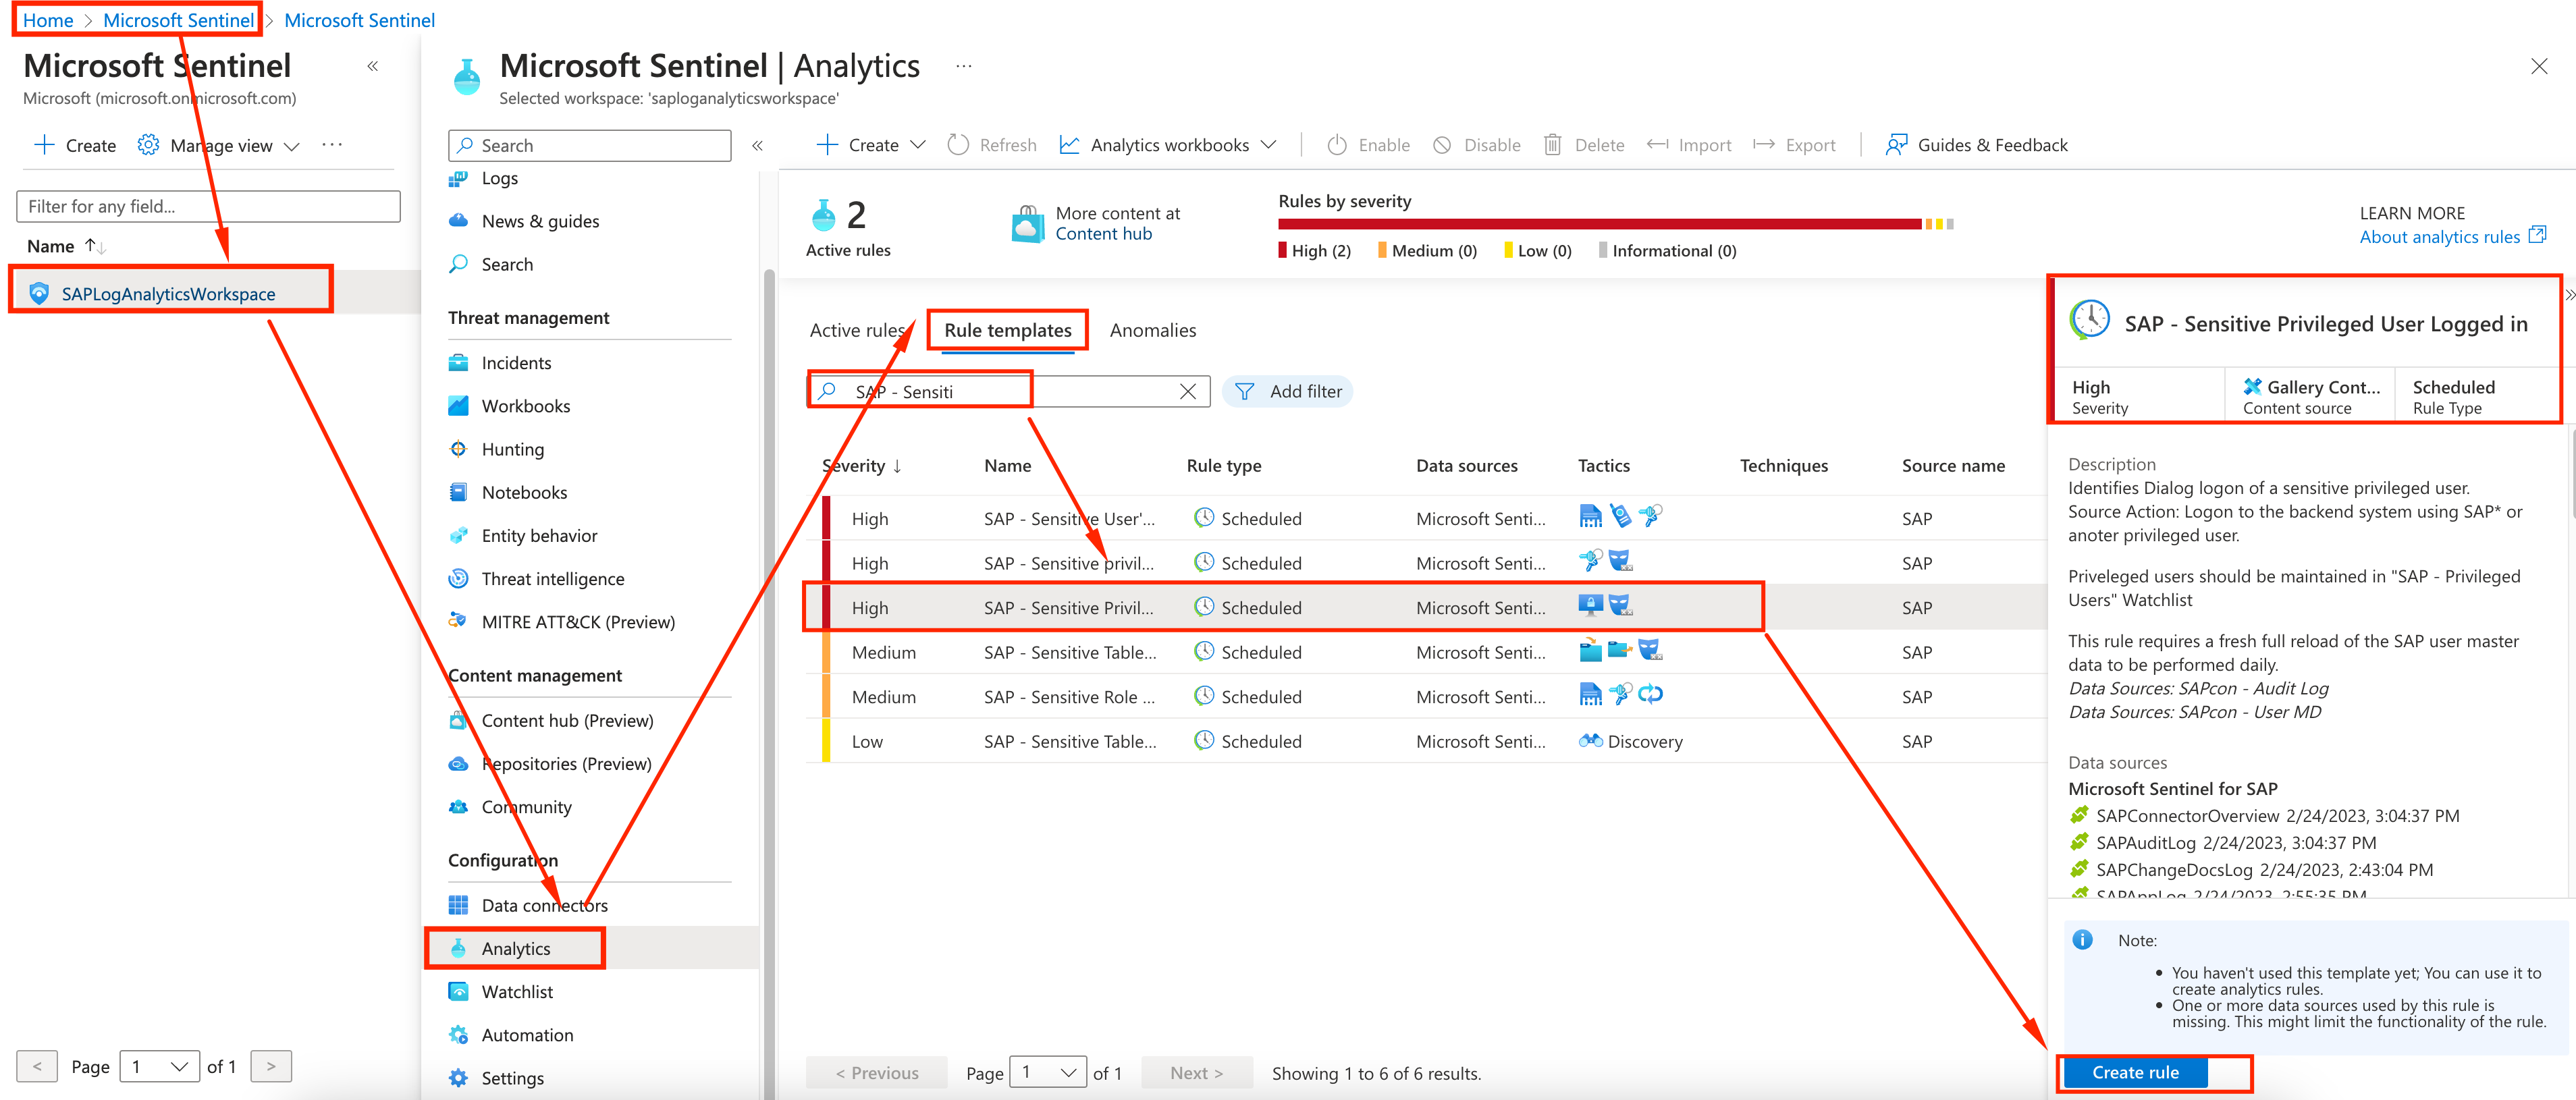 Home > Microsoft Sentinel > Microsoft Sentinel
Microsoft Sentinel «
Microsoft (microsoft.onmicrosoft.com)
+ Create Manage view ...
Filter for any field...
Name ↑↓
SAPLogAnalyticsWorkspace
< Page 1 of 1 >
Microsoft Sentinel | Analytics ...
Selected workspace: 'saploganalyticsworkspace'
Search «
Logs
News & guides
Search
Threat management
Incidents
Workbooks
Hunting
Notebooks
Entity behavior
Threat intelligence
MITRE ATT&CK (Preview)
Content management
Content hub (Preview)
Repositories (Preview)
Community
Configuration
Data connectors
Analytics
Watchlist
Automation
Settings
+ Create Refresh Analytics workbooks Enable Disable Delete Import Export Guides & Feedback
2
Active rules
More content at
Content hub
Rules by severity
High (2) Medium (0) Low (0) Informational (0)
LEARN MORE
About analytics rules
Active rules Rule templates Anomalies
SAP - Sensiti
Add filter
Severity ↓ Name Rule type Data sources Tactics Techniques Source name
High SAP - Sensitive User'... Scheduled Microsoft Senti... SAP
High SAP - Sensitive privil... Scheduled Microsoft Senti... SAP
High SAP - Sensitive Privil... Scheduled Microsoft Senti... SAP
Medium SAP - Sensitive Table... Scheduled Microsoft Senti... SAP
Medium SAP - Sensitive Role ... Scheduled Microsoft Senti... SAP
Low SAP - Sensitive Table... Scheduled Microsoft Senti... Discovery SAP
< Previous Page 1 of 1 Next > Showing 1 to 6 of 6 results.
»
SAP - Sensitive Privileged User Logged in
High Gallery Cont... Scheduled
Severity Content source Rule Type
Description
Identifies Dialog logon of a sensitive privileged user.
Source Action: Logon to the backend system using SAP* or
anoter privileged user.
Priveleged users should be maintained in "SAP - Privileged
Users" Watchlist
This rule requires a fresh full reload of the SAP user master
data to be performed daily.
Data Sources: SAPcon - Audit Log
Data Sources: SAPcon - User MD
Data sources
Microsoft Sentinel for SAP
SAPConnectorOverview 2/24/2023, 3:04:37 PM
SAPAuditLog 2/24/2023, 3:04:37 PM
SAPChangeDocsLog 2/24/2023, 2:43:04 PM
SAPAppLog 2/24/2023, 2:55:35 PM
Note:
• You haven't used this template yet; You can use it to
create analytics rules.
• One or more data sources used by this rule is
missing. This might limit the functionality of the rule.
Create rule